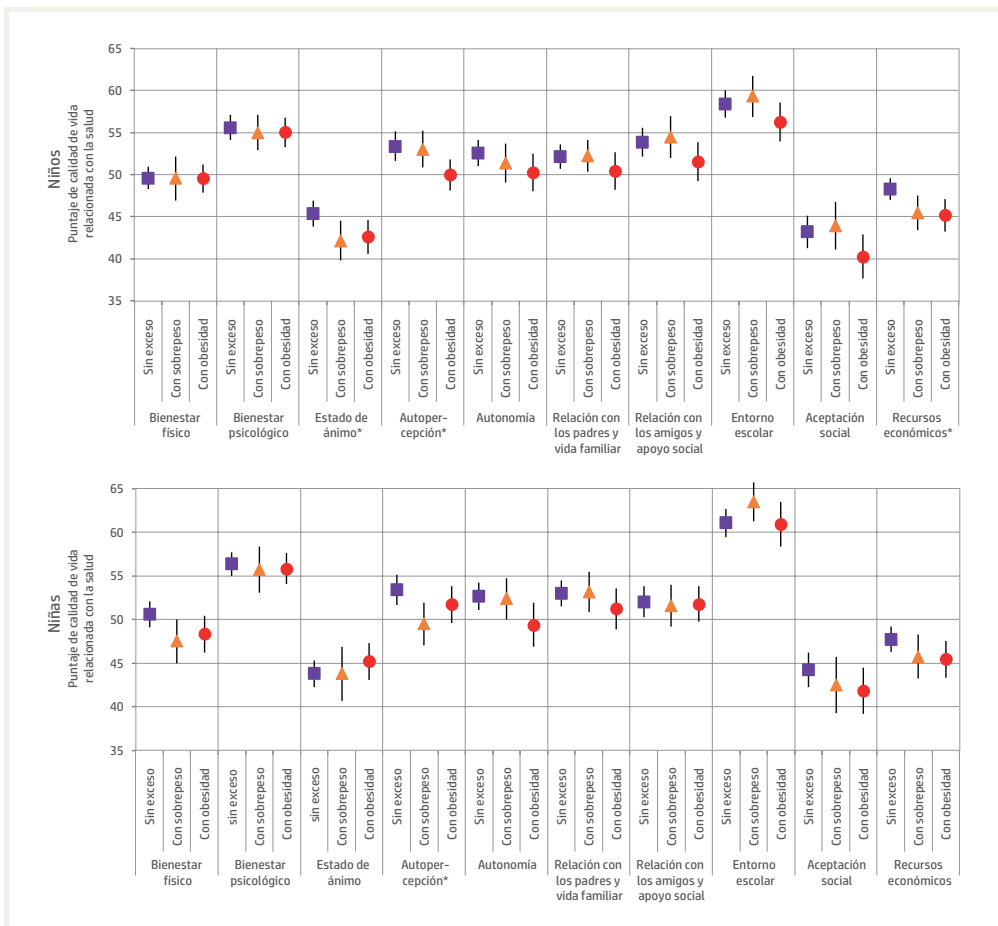 65
60
55
50
45
40
35
Niños
Puntaje de calidad de vida
relacionada con la salud
Sin exceso
Con sobrepeso
Con obesidad
Sin exceso
Con sobrepeso
Con obesidad
Sin exceso
Con sobrepeso
Con obesidad
Sin exceso
Con sobrepeso
Con obesidad
Sin exceso
Con sobrepeso
Con obesidad
Sin exceso
Con sobrepeso
Con obesidad
Sin exceso
Con sobrepeso
Con obesidad
Sin exceso
Con sobrepeso
Con obesidad
Sin exceso
Con sobrepeso
Con obesidad
Sin exceso
Con sobrepeso
Con obesidad
Bienestar
físico
Bienestar
psicológico
Estado de
ánimo*
Autoper-
cepción*
Autonomía
Relación con
los padres y
vida familiar
Relación con
los amigos y
apoyo social
Entorno
escolar
Aceptación
social
Recursos
económicos*
65
60
55
50
45
40
35
Niñas
Puntaje de calidad de vida
relacionada con la salud
Sin exceso
Con sobrepeso
Con obesidad
sin exceso
Con sobrepeso
Con obesidad
sin exceso
Con sobrepeso
Con obesidad
Sin exceso
Con sobrepeso
Con obesidad
Sin exceso
Con sobrepeso
Con obesidad
Sin exceso
Con sobrepeso
Con obesidad
Sin exceso
Con sobrepeso
Con obesidad
Sin exceso
Con sobrepeso
Con obesidad
Sin exceso
Con sobrepeso
Con obesidad
Sin exceso
Con sobrepeso
Con obesidad
Bienestar
físico
Bienestar
psicológico
Estado de
ánimo
Autoper-
cepción*
Autonomía
Relación con
los padres y
vida familiar
Relación con
los amigos y
apoyo social
Entorno
escolar
Aceptación
social
Recursos
económicos